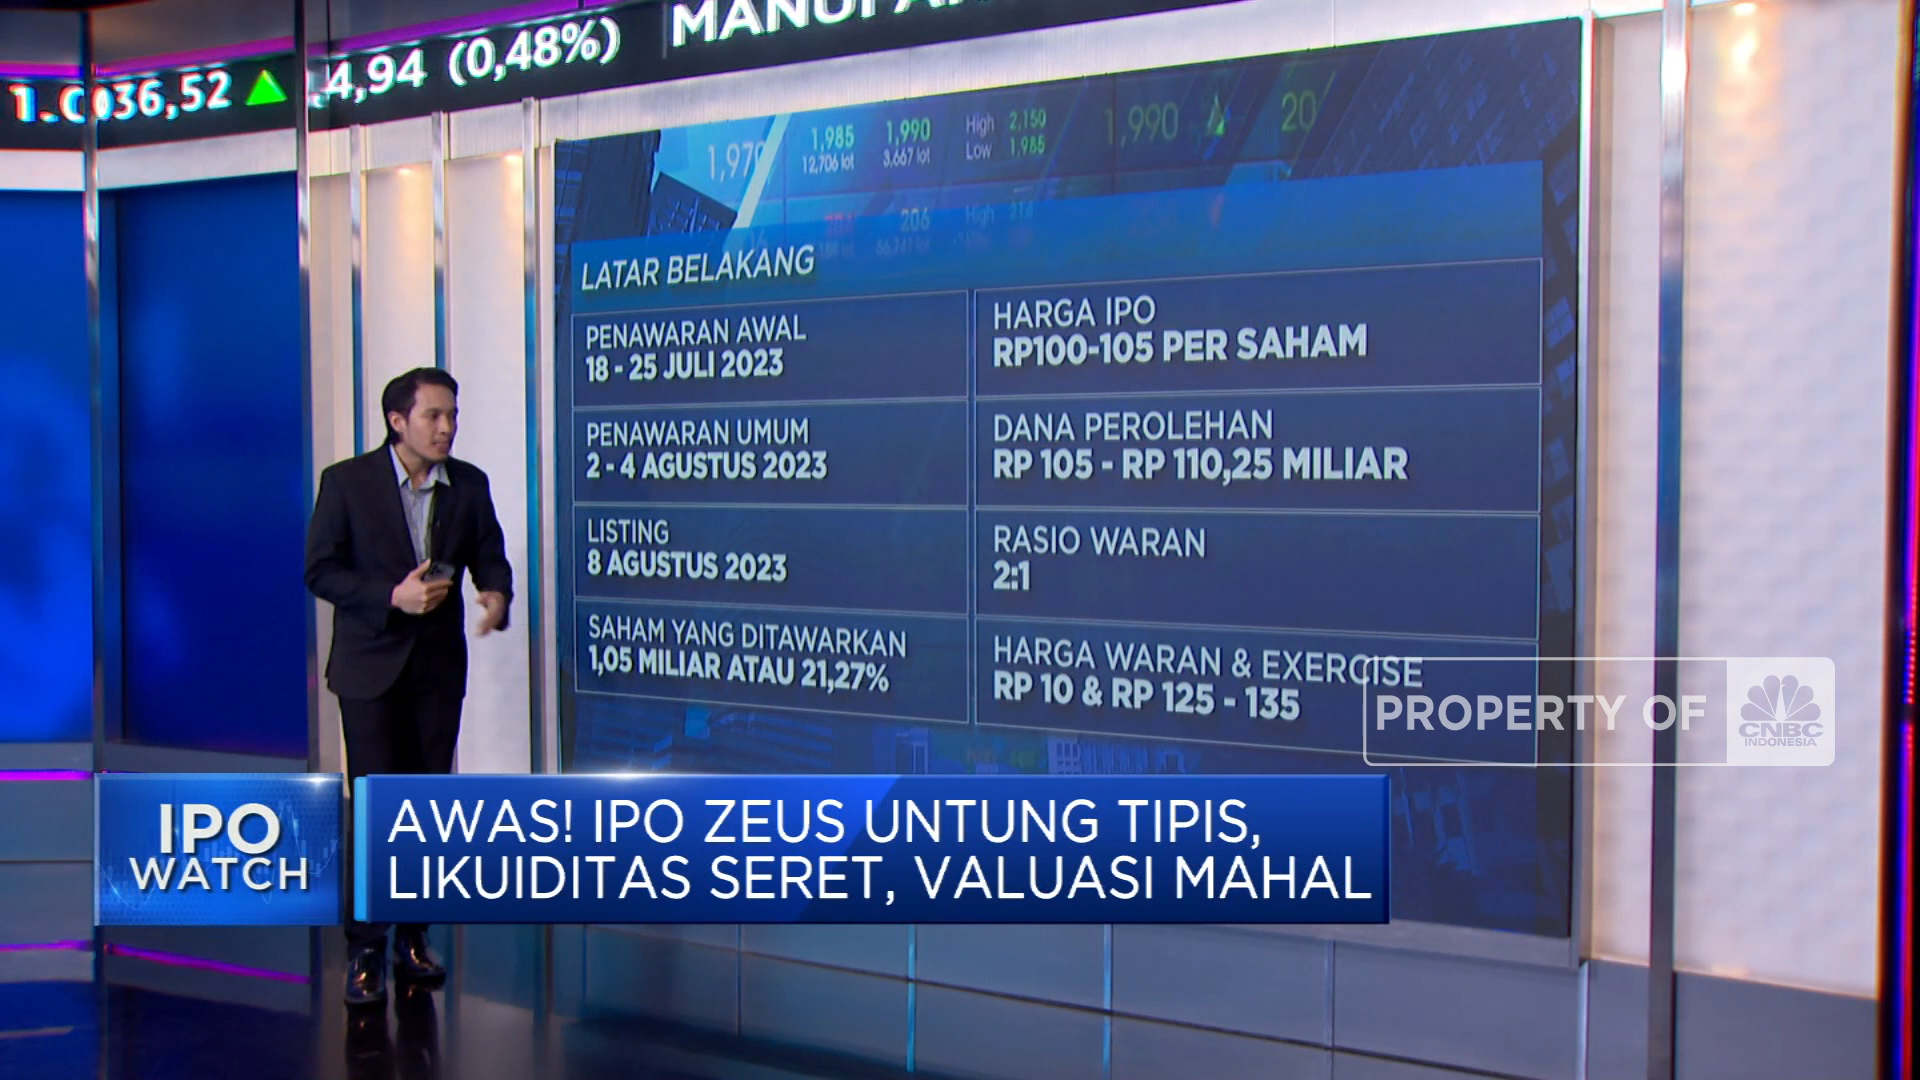 36,52 ▲ 4,94 (0,48%)
1,985 1,990 High 2,150 1,990 ▲ 20
12,706 lot 3,667 lot Low 1,985
206
LATAR BELAKANG
PENAWARAN AWAL
18 - 25 JULI 2023
PENAWARAN UMUM
2 - 4 AGUSTUS 2023
LISTING
8 AGUSTUS 2023
SAHAM YANG DITAWARKAN
1,05 MILIAR ATAU 21,27%
HARGA IPO
RP100-105 PER SAHAM
DANA PEROLEHAN
RP 105 - RP 110,25 MILIAR
RASIO WARAN
2:1
HARGA WARAN & EXERCISE
RP 10 & RP 125 - 135
PROPERTY OF
CNBC
INDONESIA
IPO
WATCH
AWAS! IPO ZEUS UNTUNG TIPIS,
LIKUIDITAS SERET, VALUASI MAHAL